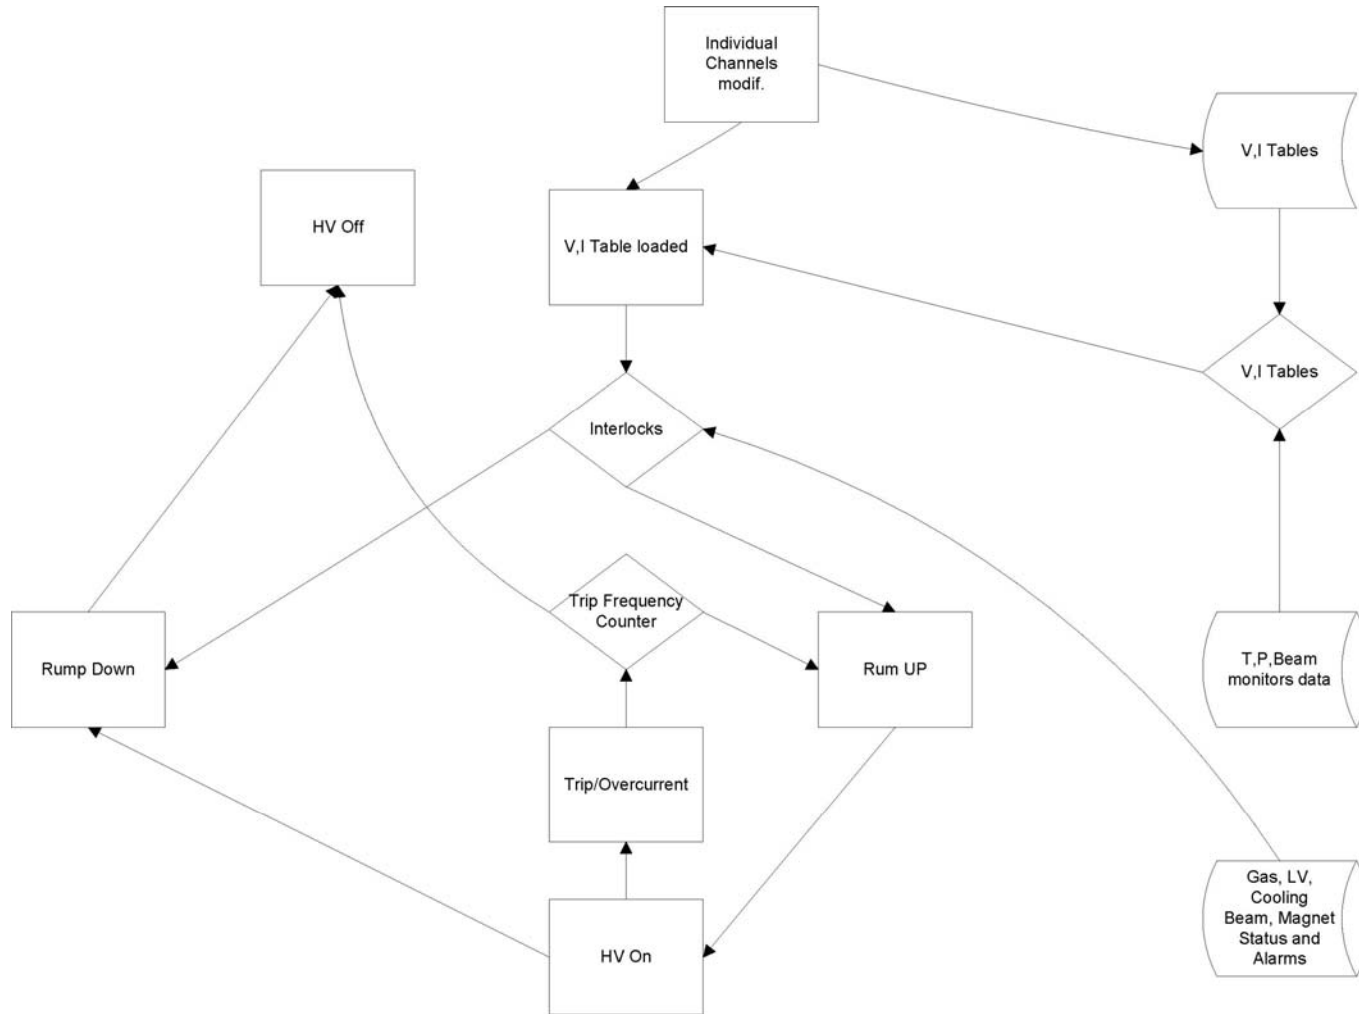 Individual
Channels
modif.
V,I Tables
HV Off
V,I Table loaded
V,I Tables
Interlocks
Trip Frequency
Counter
Rump Down
Rum UP
T,P,Beam
monitors data
Trip/Overcurrent
Gas, LV,
Cooling
Beam, Magnet
Status and
Alarms
HV On